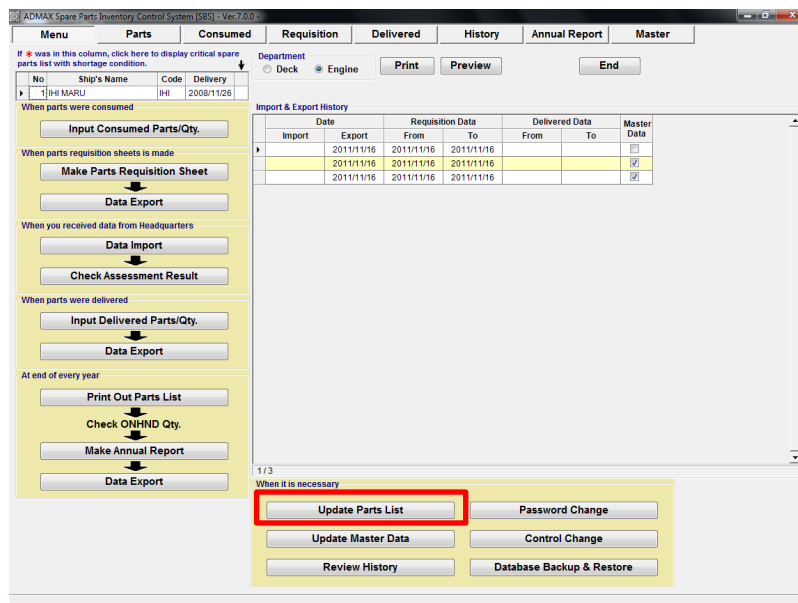 ADMAX Spare Parts Inventory Control System [SBS] - Ver.7.0.0 -
Menu Parts Consumed Requisition Delivered History Annual Report Master
If * was in this column, click here to display critical spare
parts list with shortage condition.
Department
Deck Engine Print Preview End
No Ship's Name Code Delivery
1 IHI MARU IHI 2008/11/26
When parts were consumed
Input Consumed Parts/Qty.
When parts requisition sheets is made
Make Parts Requisition Sheet
Data Export
When you received data from Headquarters
Data Import
Check Assessment Result
When parts were delivered
Input Delivered Parts/Qty.
Data Export
At end of every year
Print Out Parts List
Check ONHND Qty.
Make Annual Report
Data Export
Import & Export History
Date Requisition Data Delivered Data Master
Import Export From To From To Data
2011/11/16 2011/11/16 2011/11/16
2011/11/16 2011/11/16 2011/11/16
2011/11/16 2011/11/16 2011/11/16
1 / 3
When it is necessary
Update Parts List Password Change
Update Master Data Control Change
Review History Database Backup & Restore